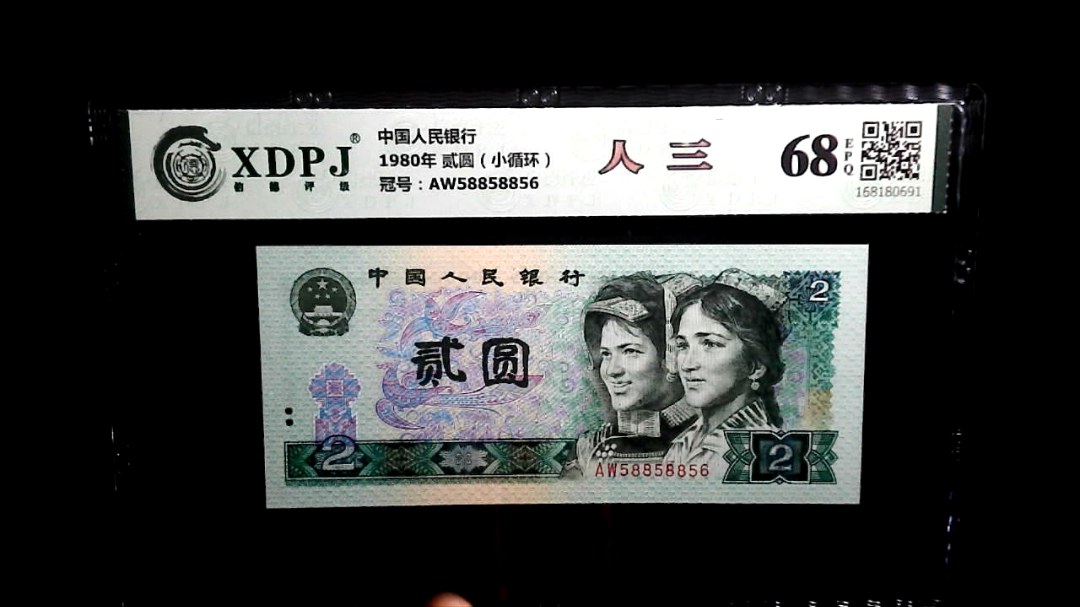 XDPJ®
伯德评级
中国人民银行
1980年 贰圆（小循环）
冠号：AW58858856
人三
68
EPQ
168180691
中国人民银行
2
贰圆
2
AW58858856
2